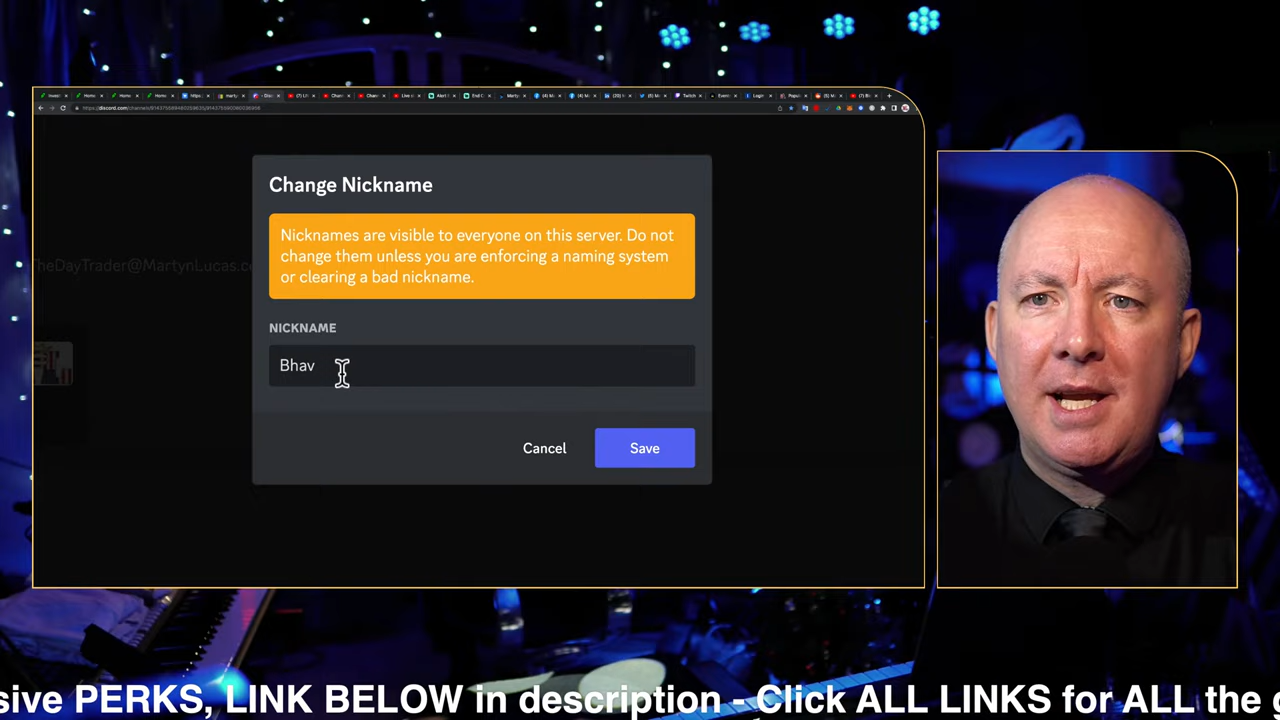 Change Nickname
Nicknames are visible to everyone on this server. Do not
change them unless you are enforcing a naming system
or clearing a bad nickname.
TheDayTrader@MartynLucas.c
NICKNAME
Bhav
Cancel
Save
sive PERKS, LINK BELOW in description - Click ALL LINKS for ALL the